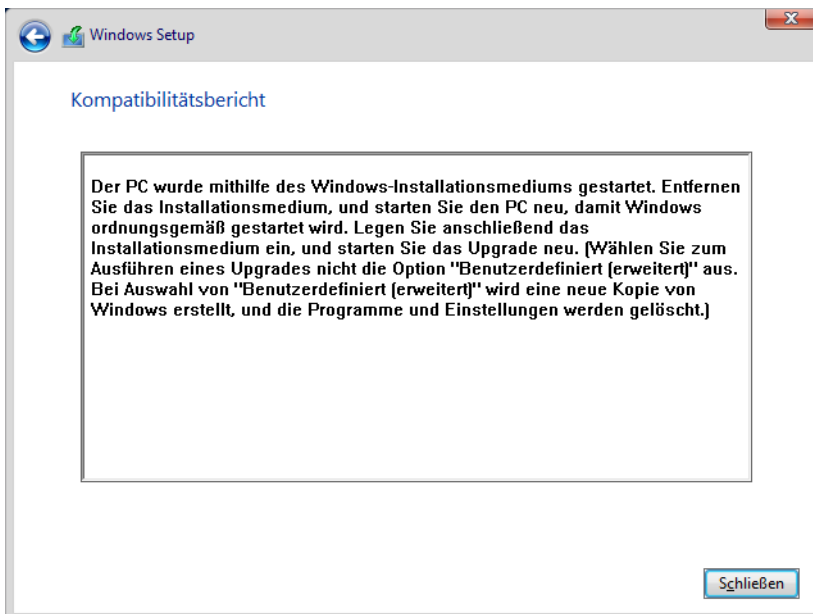 Windows Setup
Kompatibilitätsbericht
Der PC wurde mithilfe des Windows-Installationsmediums gestartet. Entfernen
Sie das Installationsmedium, und starten Sie den PC neu, damit Windows
ordnungsgemäß gestartet wird. Legen Sie anschließend das
Installationsmedium ein, und starten Sie das Upgrade neu. (Wählen Sie zum
Ausführen eines Upgrades nicht die Option "Benutzerdefiniert (erweitert)" aus.
Bei Auswahl von "Benutzerdefiniert (erweitert)" wird eine neue Kopie von
Windows erstellt, und die Programme und Einstellungen werden gelöscht.)
Schließen